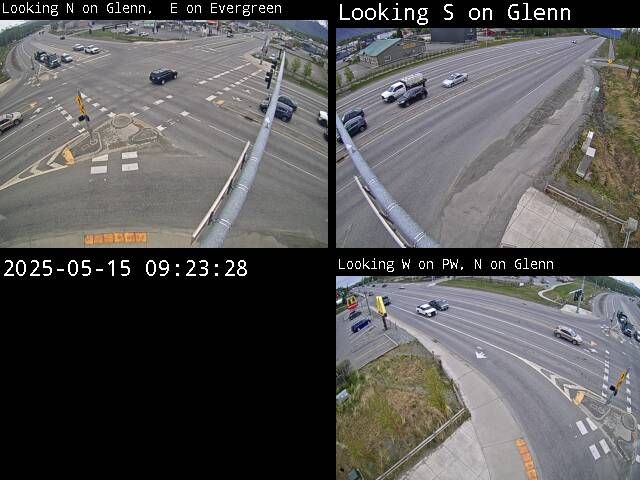 Looking N on Glenn,  E on Evergreen
Looking S on Glenn
2025-05-15 09:23:28
Looking W on PW, N on Glenn